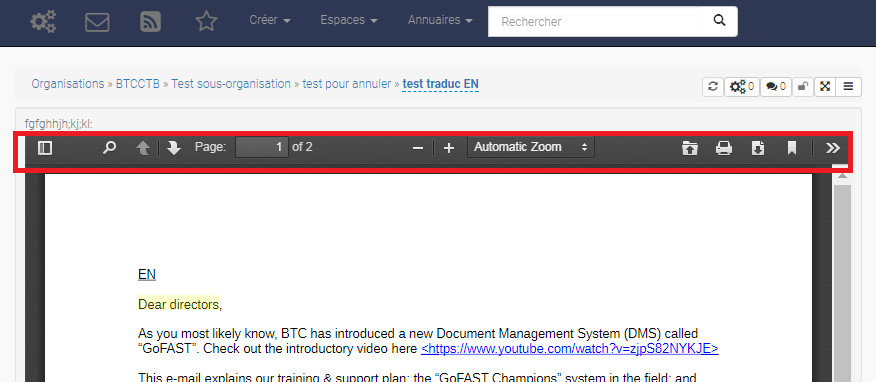 Créer Espaces Annuaires Rechercher
Organisations » BTCCTB » Test sous-organisation » test pour annuler » test traduc EN 0 0
fgfghhjh;kj;kl:
Page: 1 of 2 Automatic Zoom
EN
Dear directors,
As you most likely know, BTC has introduced a new Document Management System (DMS) called
“GoFAST”. Check out the introductory video here <https://www.youtube.com/watch?v=zjpS82NYKJE>
This e-mail explains our training & support plan: the “GoFAST Champions” system in the field; and